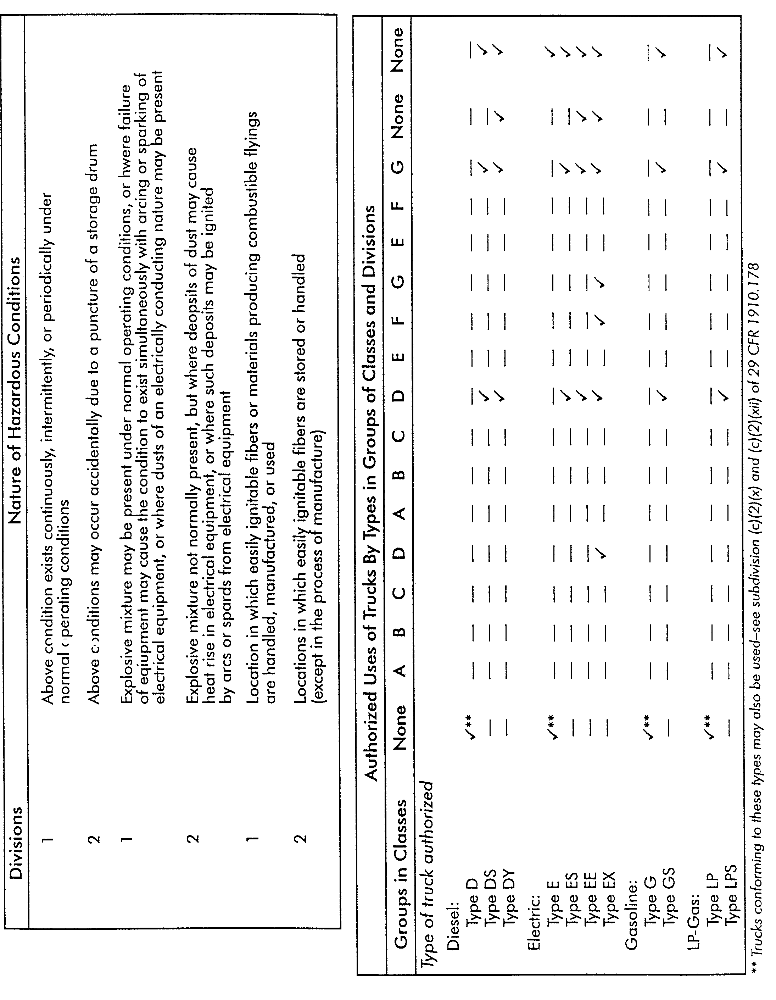 Divisions Nature of Hazardous Conditions
1 Above condition exists continuously, intermittently, or periodically under
normal operating conditions
2 Above conditions may occur accidentally due to a puncture of a storage drum
1 Explosive mixture may be present under normal operating conditions, or hwere failure
of eqiupment may cause the condition to exist simultaneously with arcing or sparking of
electrical equipment, or where dusts of an electrically conducting nature may be present
2 Explosive mixture not normally present, but where deopsits of dust may cause
heat rise in electrical equipment, or where such deposits may be ignited
by arcs or spards from electrical equipment
1 Location in which easily ignitable fibers or materials producing combustible flyings
are handled, manufactured, or used
2 Locations in which easily ignitable fibers are stored or handled
(except in the process of manufacture)
Authorized Uses of Trucks By Types in Groups of Classes and Divisions
Groups in Classes None A B C D A B C D E F G E F G None None
Type of truck authorized
Diesel:
Type D ✓** — — — — — — — — — — — — — — — —
Type DS — — — — — — — — ✓ — — — — — ✓ — ✓
Type DY — — — — — — — — ✓ — — — — — ✓ ✓ ✓
Electric:
Type E ✓** — — — — — — — — — — — — — — — ✓
Type ES — — — — — — — — ✓ — — — — — ✓ — ✓
Type EE — — — — — — — — ✓ — — — — — ✓ ✓ ✓
Type EX — — — — ✓ — — — ✓ — ✓ ✓ — — ✓ ✓ ✓
Gasoline:
Type G ✓** — — — — — — — — — — — — — — — —
Type GS — — — — — — — — ✓ — — — — — ✓ — ✓
LP-Gas:
Type LP ✓** — — — — — — — — — — — — — — — —
Type LPS — — — — — — — — ✓ — — — — — ✓ — ✓
** Trucks conforming to these types may also be used–see subdivision (c)(2)(x) and (c)(2)(xii) of 29 CFR 1910.178